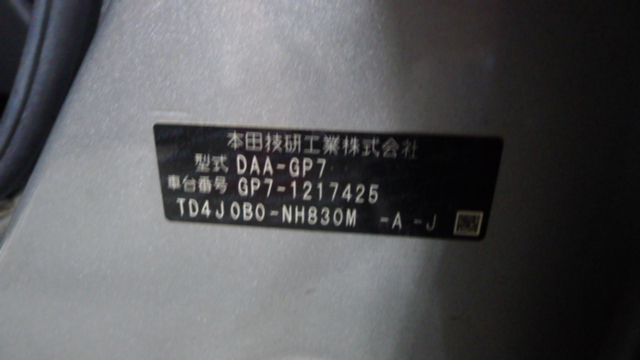 本田技研工業株式会社
型式 DAA-GP7
車台番号 GP7-1217425
TD4J0B0-NH830M -A -J